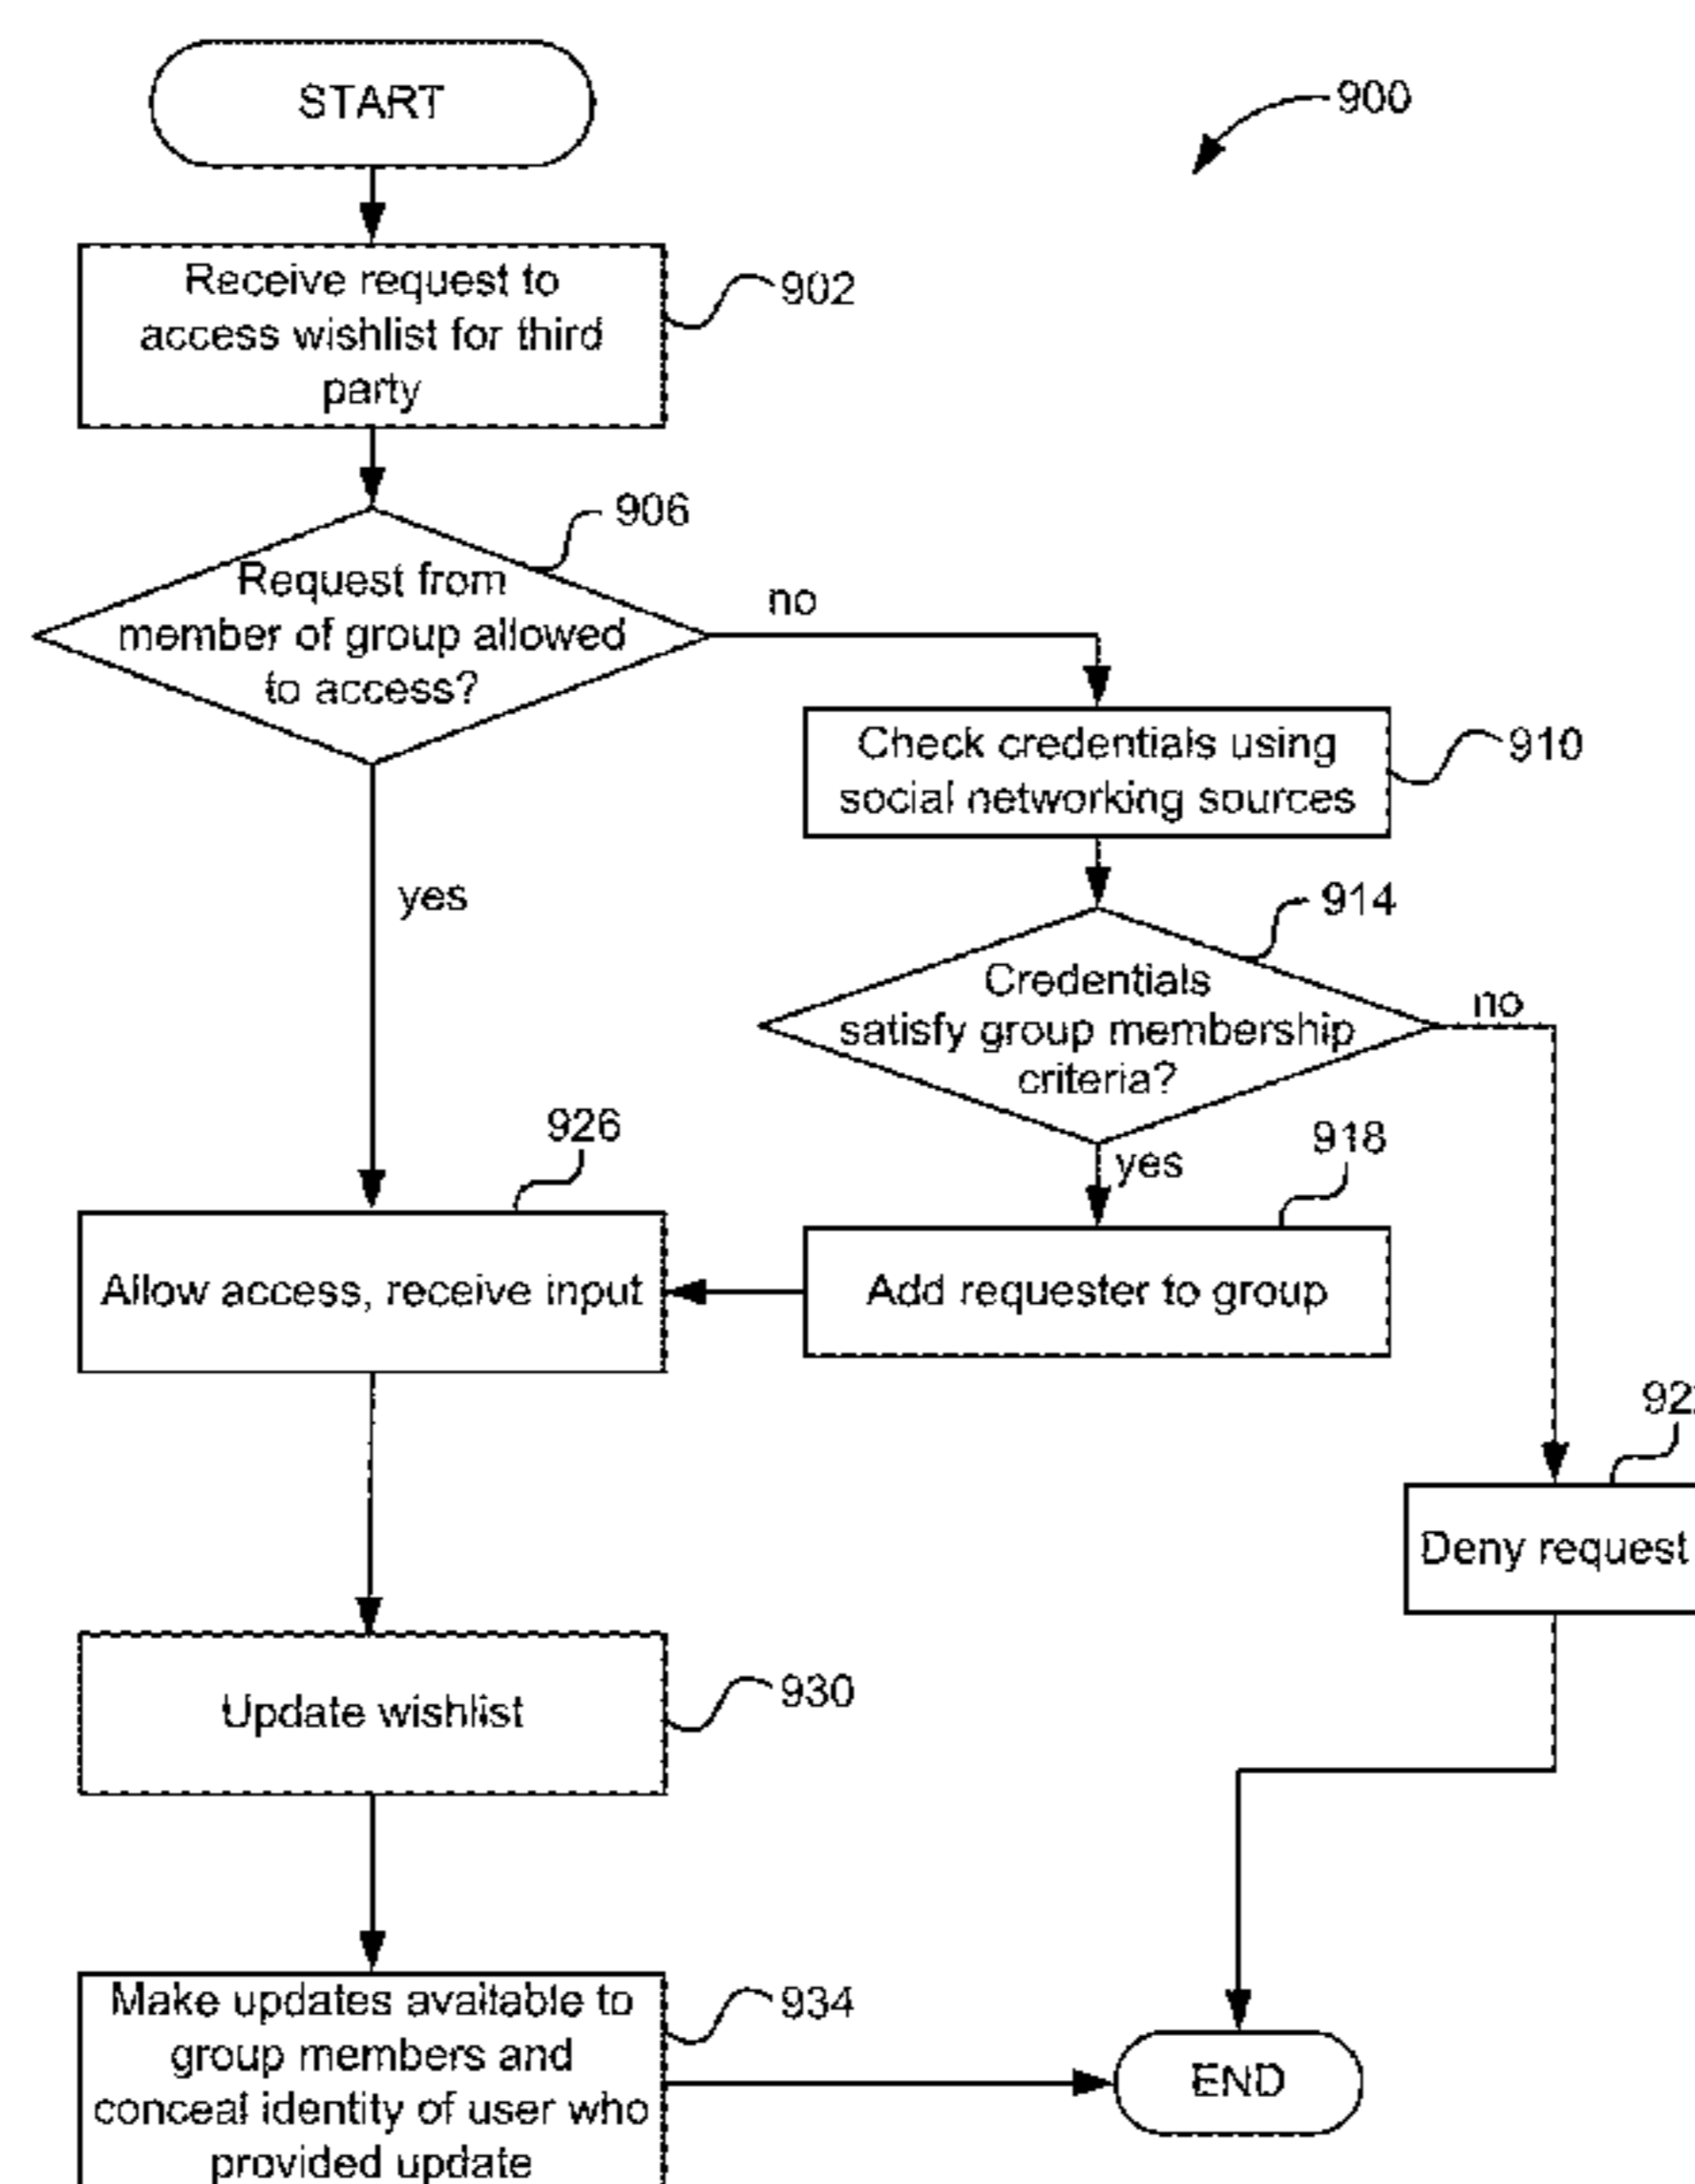 START
900
Receive request to
access wishlist for third
party
902
906
Request from
member of group allowed
to access?
no
Check credentials using
social networking sources
910
yes
914
Credentials
satisfy group membership
criteria?
no
926
yes
918
Allow access, receive input
Add requester to group
Deny request
Update wishlist
930
Make updates available to
group members and
conceal identity of user who
provided update
934
END